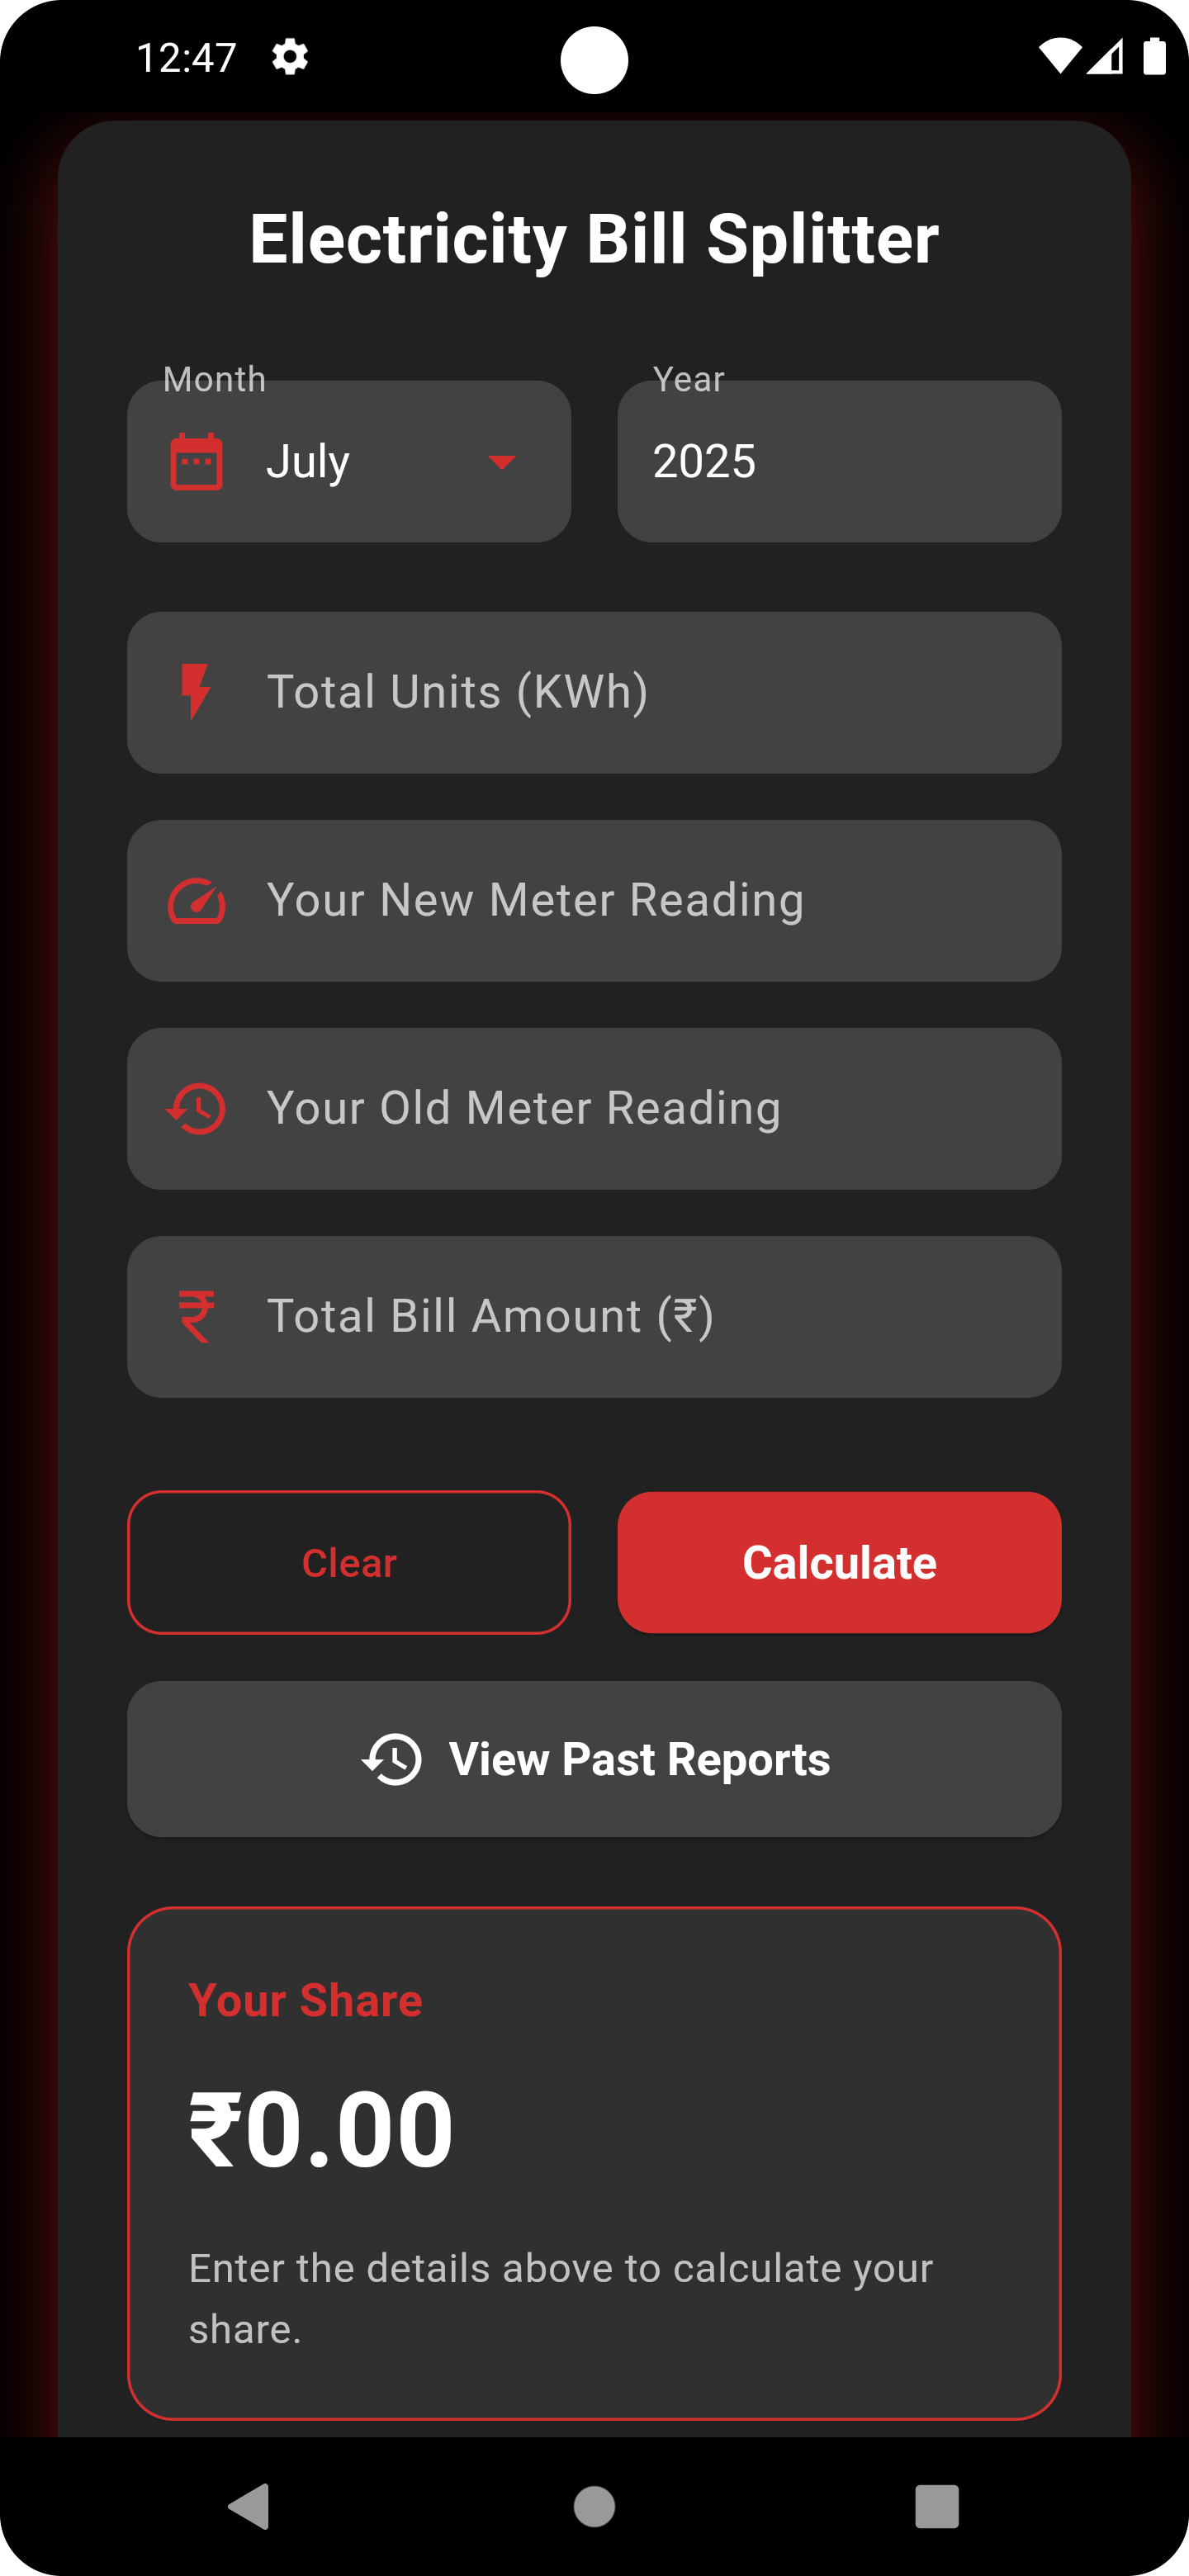 12:47
Electricity Bill Splitter
Month
Year
July
2025
Total Units (KWh)
Your New Meter Reading
Your Old Meter Reading
Total Bill Amount (₹)
Clear
Calculate
View Past Reports
Your Share
₹0.00
Enter the details above to calculate your
share.